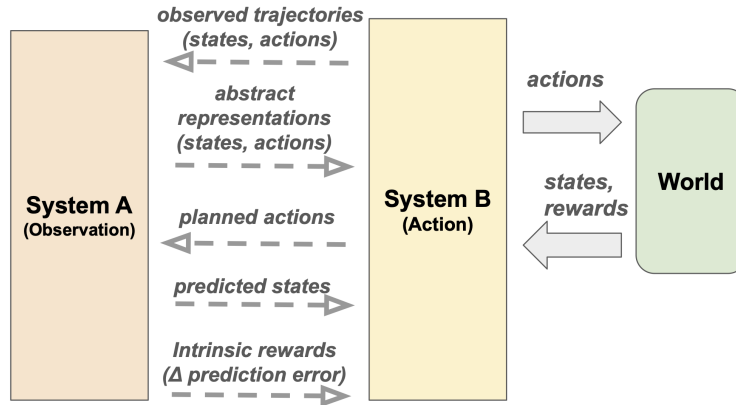 observed trajectories
(states, actions)
abstract
representations
(states, actions)
System A
(Observation)
planned actions
predicted states
Intrinsic rewards
(Δ prediction error)
System B
(Action)
actions
states,
rewards
World